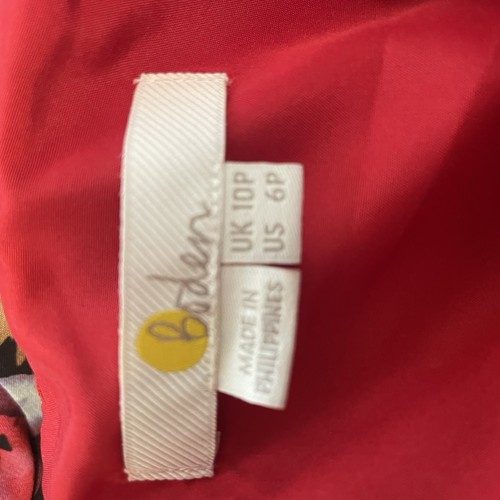 Boden
UK 10P
US 6P
MADE IN
PHILIPPINES